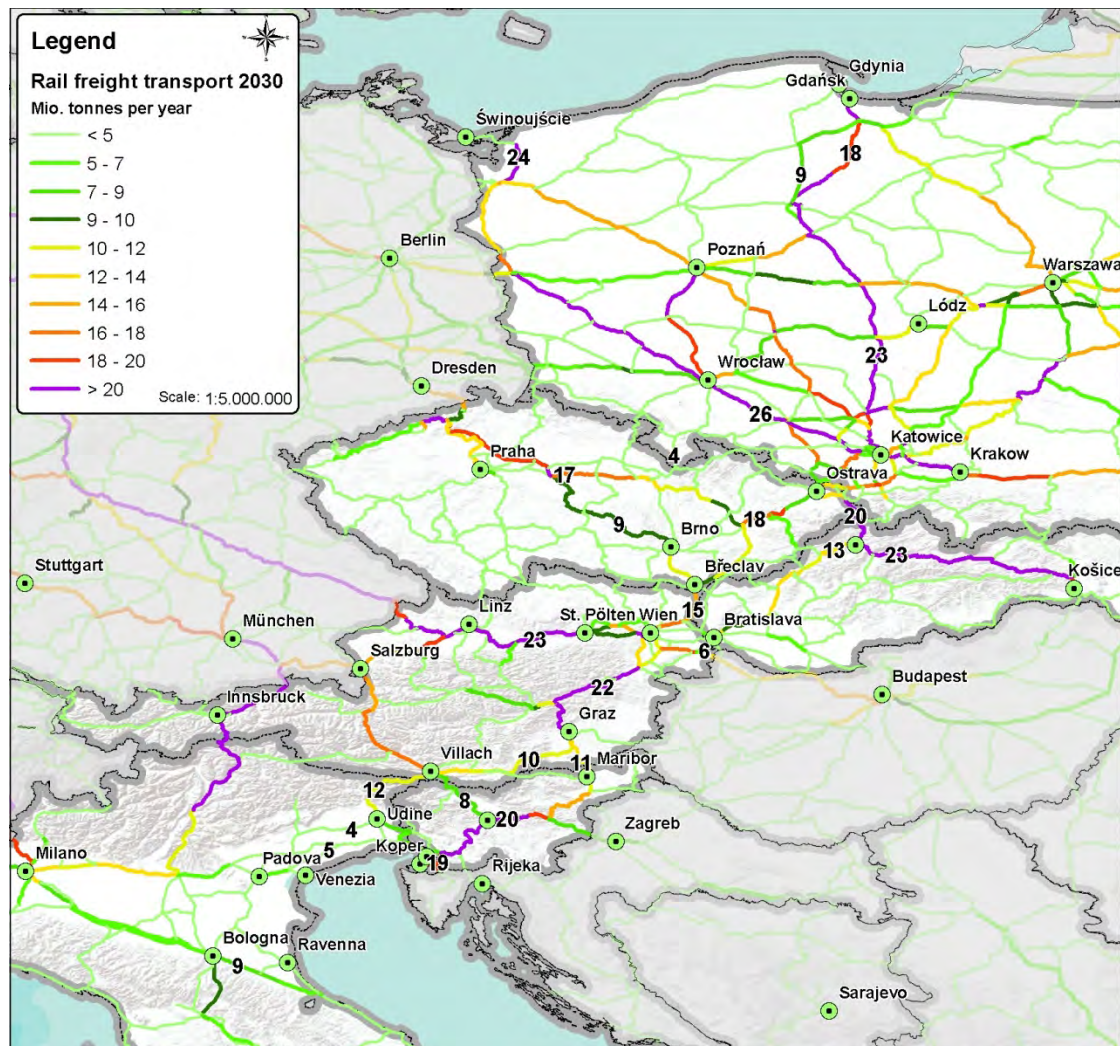 Legend
Rail freight transport 2030
Mio. tonnes per year
< 5
5 - 7
7 - 9
9 - 10
10 - 12
12 - 14
14 - 16
16 - 18
18 - 20
> 20
Scale: 1:5.000.000
Gdynia
Gdańsk
Świnoujście
24
18
9
Berlin
Poznań
Warszawa
Lódz
23
Dresden
Wrocław
26
Katowice
Krakow
4
Praha
17
Ostrava
20
18
9
Brno
13
23
Stuttgart
Břeclav
Košice
15
Linz
St. Pölten
Wien
Bratislava
München
23
6
Salzburg
22
Budapest
Innsbruck
Graz
Villach
10
11
Maribor
12
8
Udine
20
4
Zagreb
5
Koper
19
Milano
Padova
Venezia
Rijeka
Bologna
Ravenna
9
Sarajevo